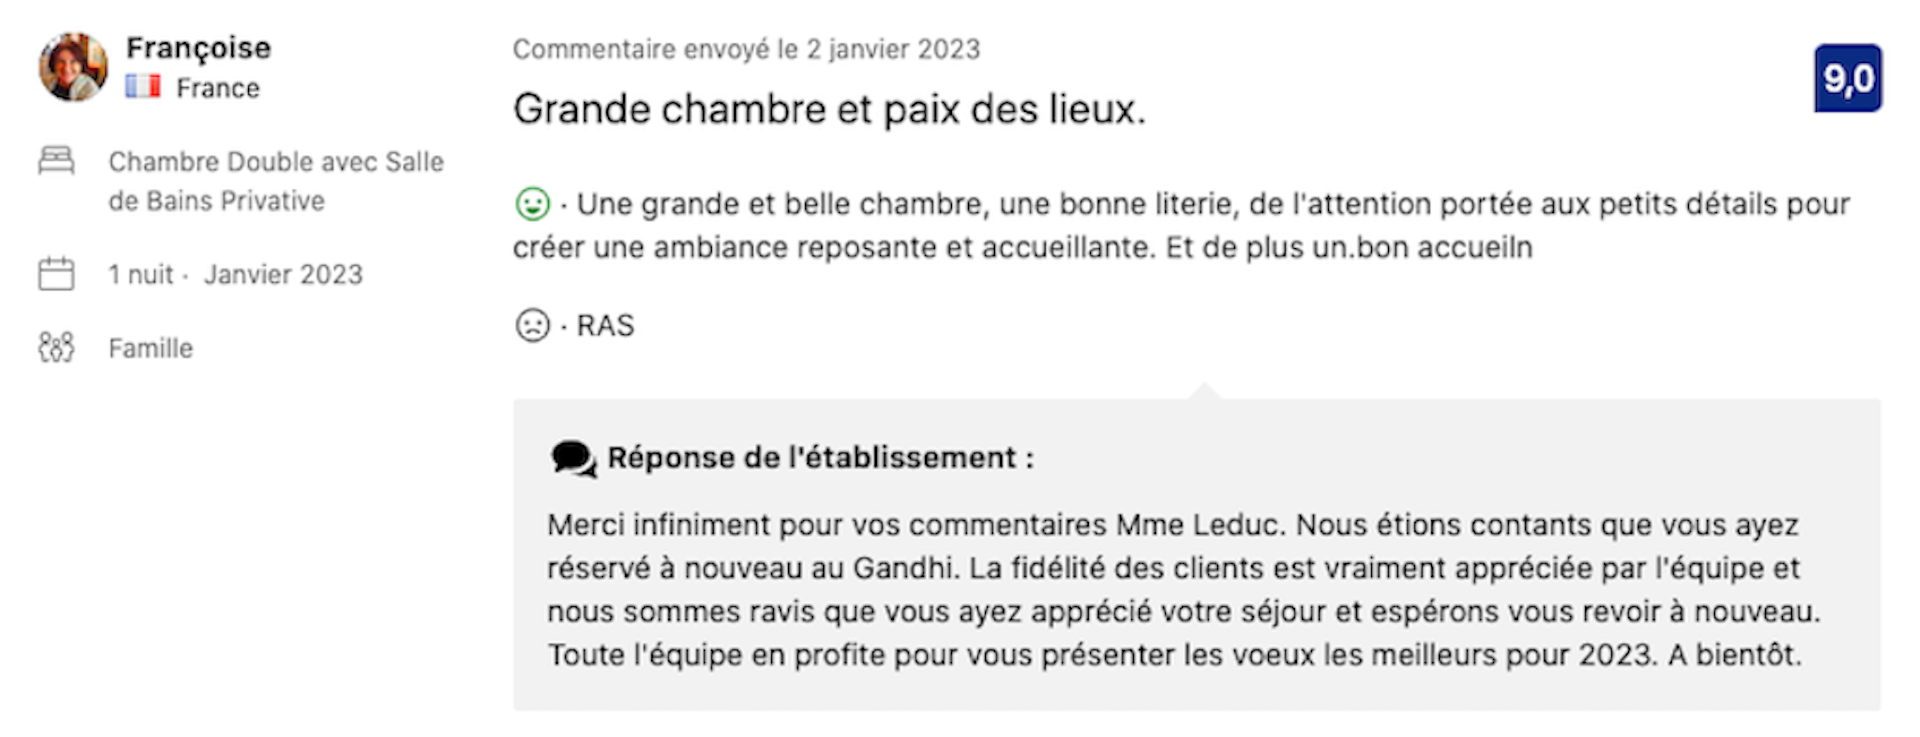 Françoise
France
Chambre Double avec Salle
de Bains Privative
1 nuit · Janvier 2023
Famille
Commentaire envoyé le 2 janvier 2023
9,0
Grande chambre et paix des lieux.
· Une grande et belle chambre, une bonne literie, de l'attention portée aux petits détails pour
créer une ambiance reposante et accueillante. Et de plus un.bon accueiln
· RAS
Réponse de l'établissement :
Merci infiniment pour vos commentaires Mme Leduc. Nous étions contants que vous ayez
réservé à nouveau au Gandhi. La fidélité des clients est vraiment appréciée par l'équipe et
nous sommes ravis que vous ayez apprécié votre séjour et espérons vous revoir à nouveau.
Toute l'équipe en profite pour vous présenter les voeux les meilleurs pour 2023. A bientôt.